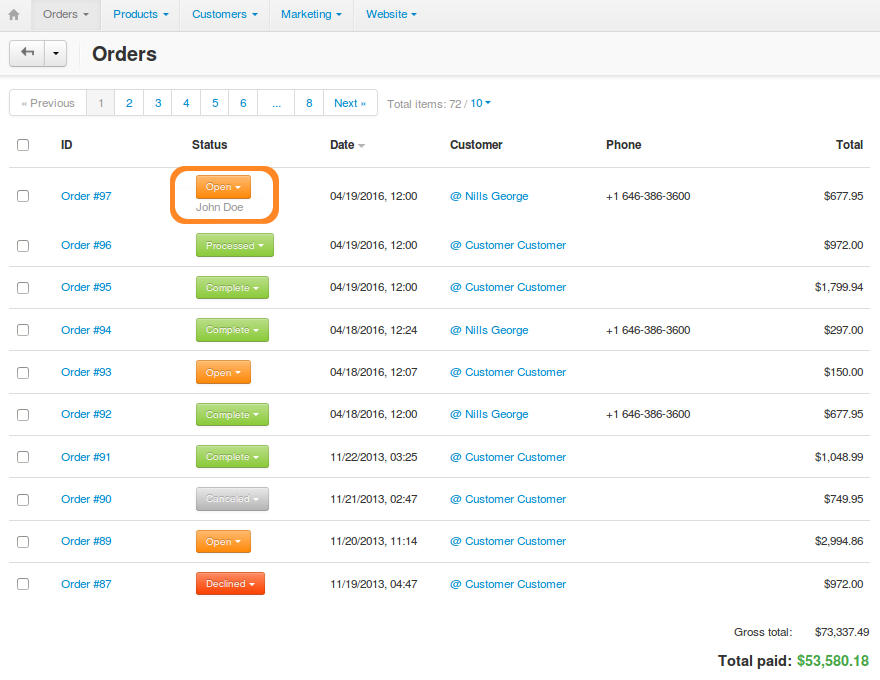 Orders Products Customers Marketing Website
Orders
« Previous 1 2 3 4 5 6 ... 8 Next » Total items: 72 / 10
ID Status Date Customer Phone Total
Order #97 Open 04/19/2016, 12:00 @ Nills George +1 646-386-3600 $677.95
John Doe
Order #96 Processed 04/19/2016, 12:00 @ Customer Customer $972.00
Order #95 Complete 04/19/2016, 12:00 @ Customer Customer $1,799.94
Order #94 Complete 04/18/2016, 12:24 @ Nills George +1 646-386-3600 $297.00
Order #93 Open 04/18/2016, 12:07 @ Customer Customer $150.00
Order #92 Complete 04/18/2016, 12:00 @ Nills George +1 646-386-3600 $677.95
Order #91 Complete 11/22/2013, 03:25 @ Customer Customer $1,048.99
Order #90 Canceled 11/21/2013, 02:47 @ Customer Customer $749.95
Order #89 Open 11/20/2013, 11:14 @ Customer Customer $2,994.86
Order #87 Declined 11/19/2013, 04:47 @ Customer Customer $972.00
Gross total: $73,337.49
Total paid: $53,580.18